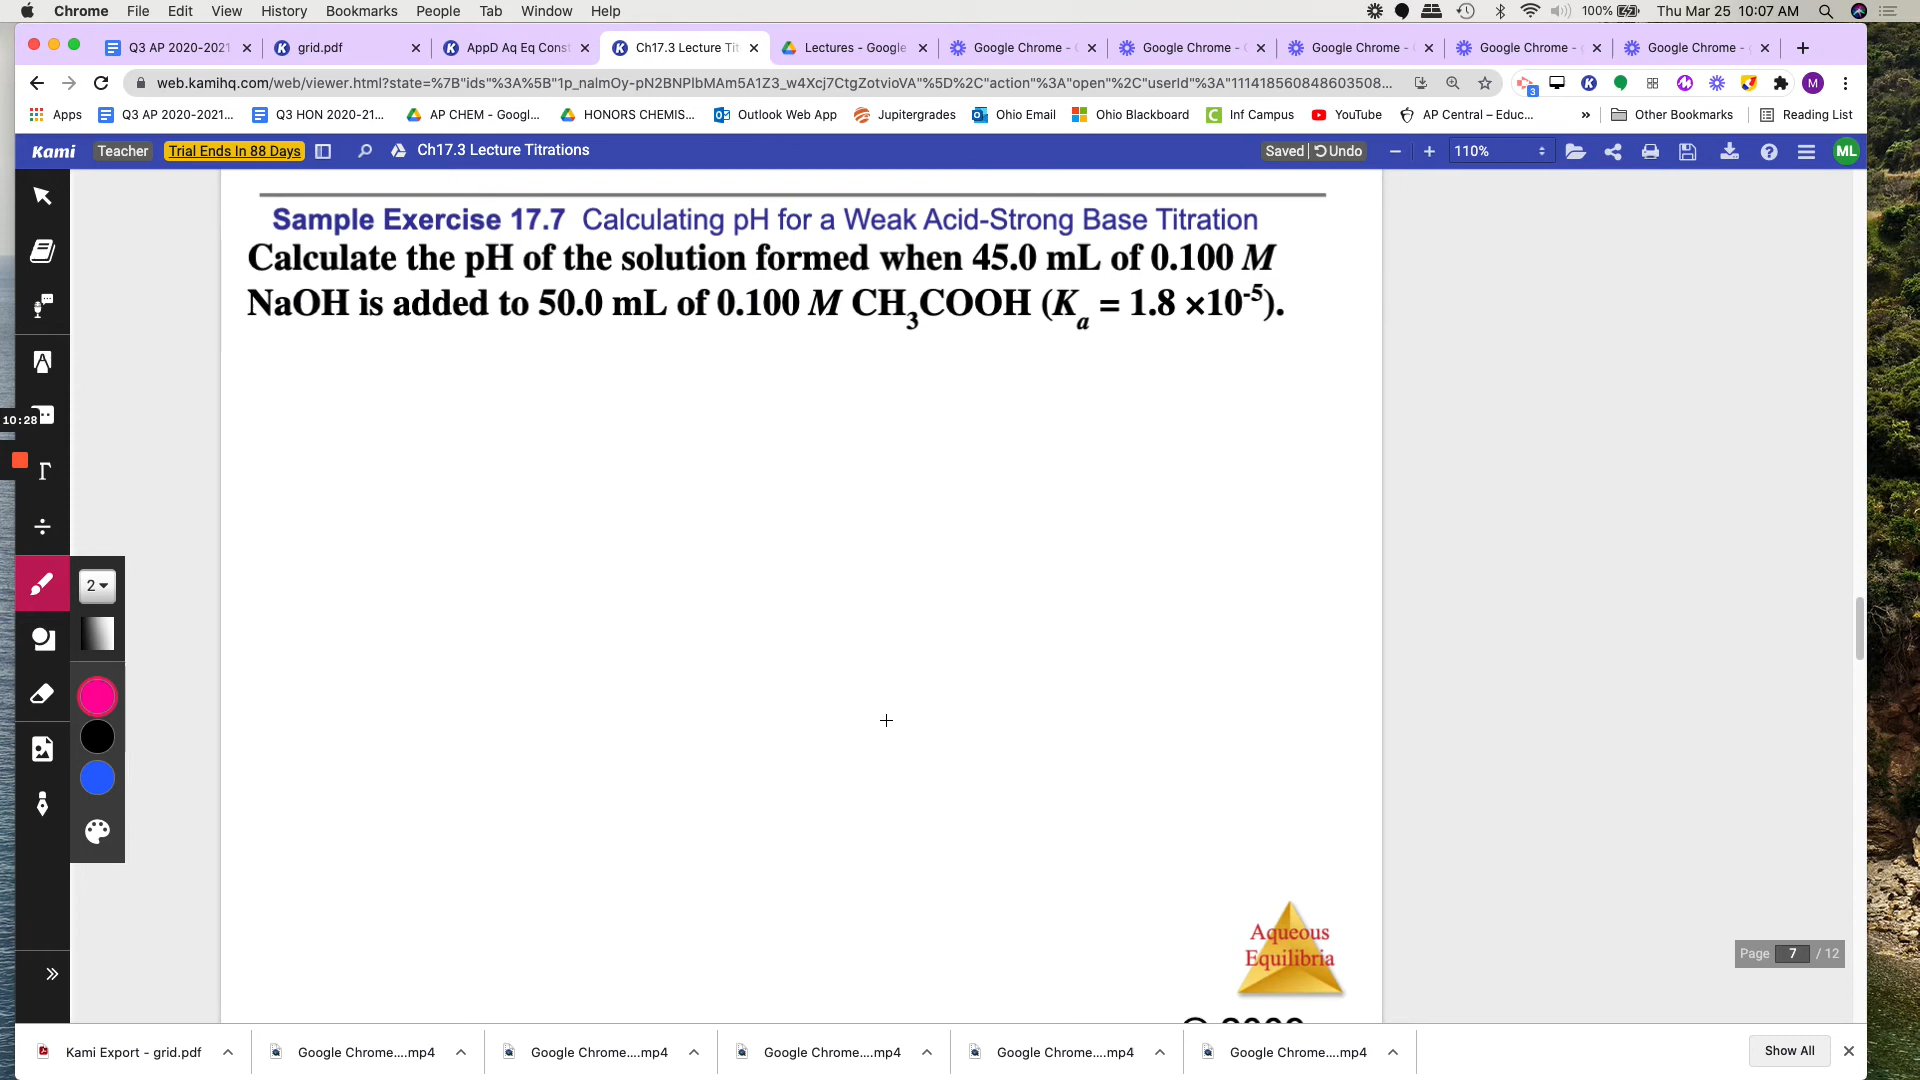 Chrome File Edit View History Bookmarks People Tab Window Help 100% Thu Mar 25 10:07 AM
Q3 AP 2020-2021 grid.pdf AppD Aq Eq Const Ch17.3 Lecture Tit Lectures - Google Google Chrome - Google Chrome - Google Chrome - Google Chrome - Google Chrome -
web.kamihq.com/web/viewer.html?state=%7B"ids"%3A%5B"1p_nalmOy-pN2BNPlbMAm5A1Z3_w4Xcj7CtgZotvioVA"%5D%2C"action"%3A"open"%2C"userId"%3A"111418560848603508... 3 M
Apps Q3 AP 2020-2021... Q3 HON 2020-21... AP CHEM - Googl... HONORS CHEMIS... Outlook Web App Jupitergrades Ohio Email Ohio Blackboard Inf Campus YouTube AP Central – Educ... » Other Bookmarks Reading List
Kami Teacher Trial Ends In 88 Days Ch17.3 Lecture Titrations Saved | Undo 110% ML
Sample Exercise 17.7 Calculating pH for a Weak Acid-Strong Base Titration
Calculate the pH of the solution formed when 45.0 mL of 0.100 M
NaOH is added to 50.0 mL of 0.100 M CH₃COOH (Kₐ = 1.8 ×10⁻⁵).
10:28
2
Aqueous
Equilibria
Page 7 / 12
Kami Export - grid.pdf Google Chrome....mp4 Google Chrome....mp4 Google Chrome....mp4 Google Chrome....mp4 Google Chrome....mp4 Show All